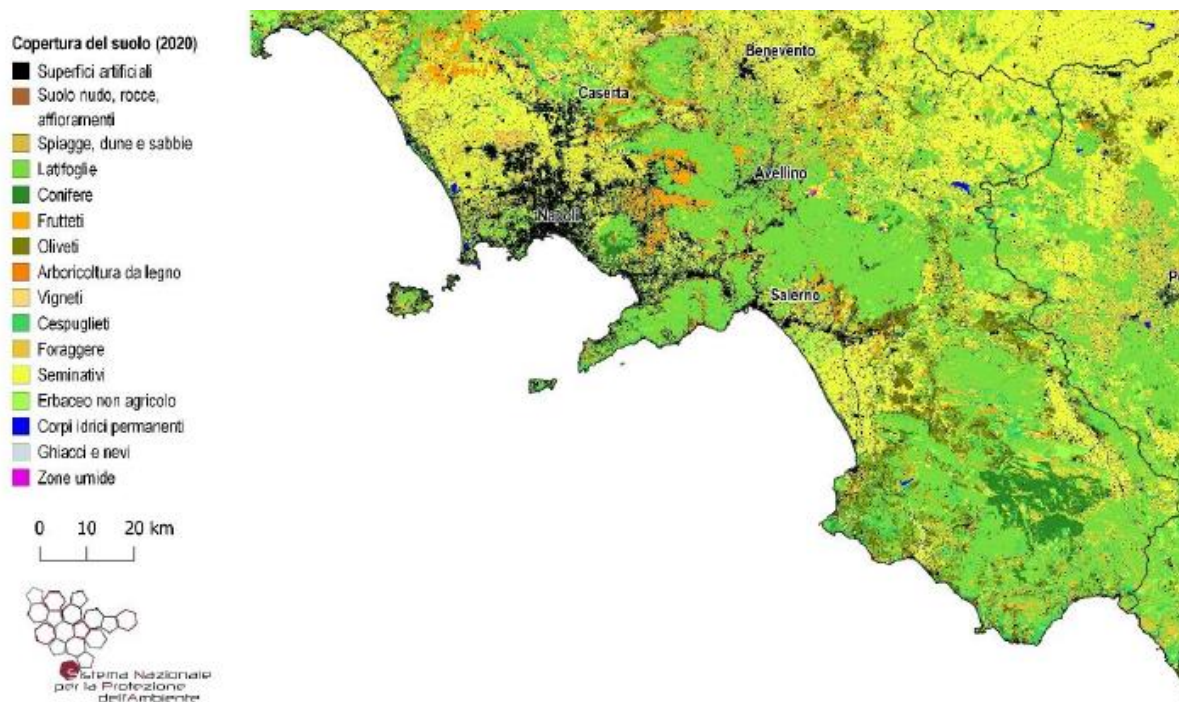 Copertura del suolo (2020)
Superfici artificiali
Suolo nudo, rocce,
affioramenti
Spiagge, dune e sabbie
Latifoglie
Conifere
Frutteti
Oliveti
Arboricoltura da legno
Vigneti
Cespuglieti
Foraggere
Seminativi
Erbaceo non agricolo
Corpi idrici permanenti
Ghiacci e nevi
Zone umide
0 10 20 km
Sistema Nazionale
per la Protezione
dell'Ambiente
Benevento
Caserta
Avellino
Napoli
Salerno